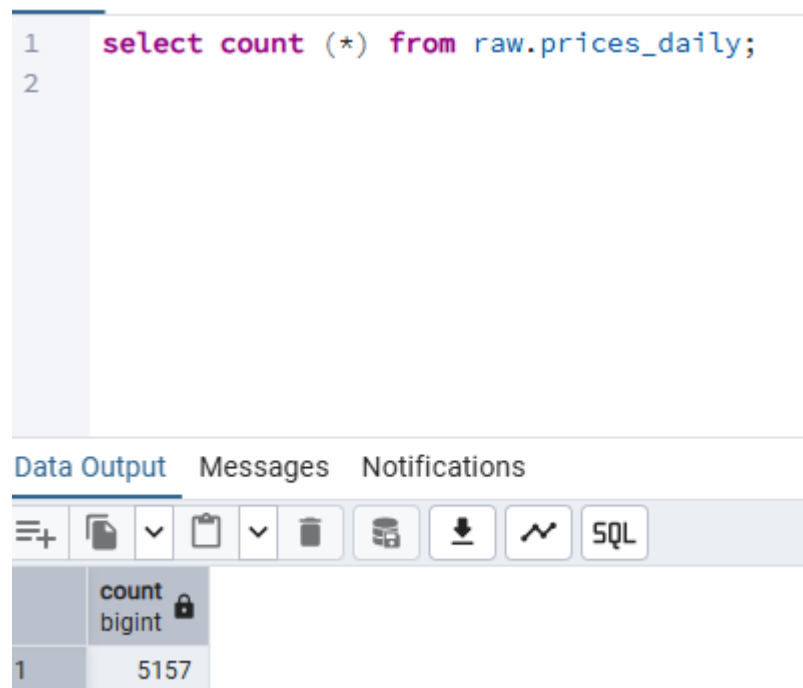 1 select count (*) from raw.prices_daily;
2
Data Output Messages Notifications
SQL
count
bigint
1 5157